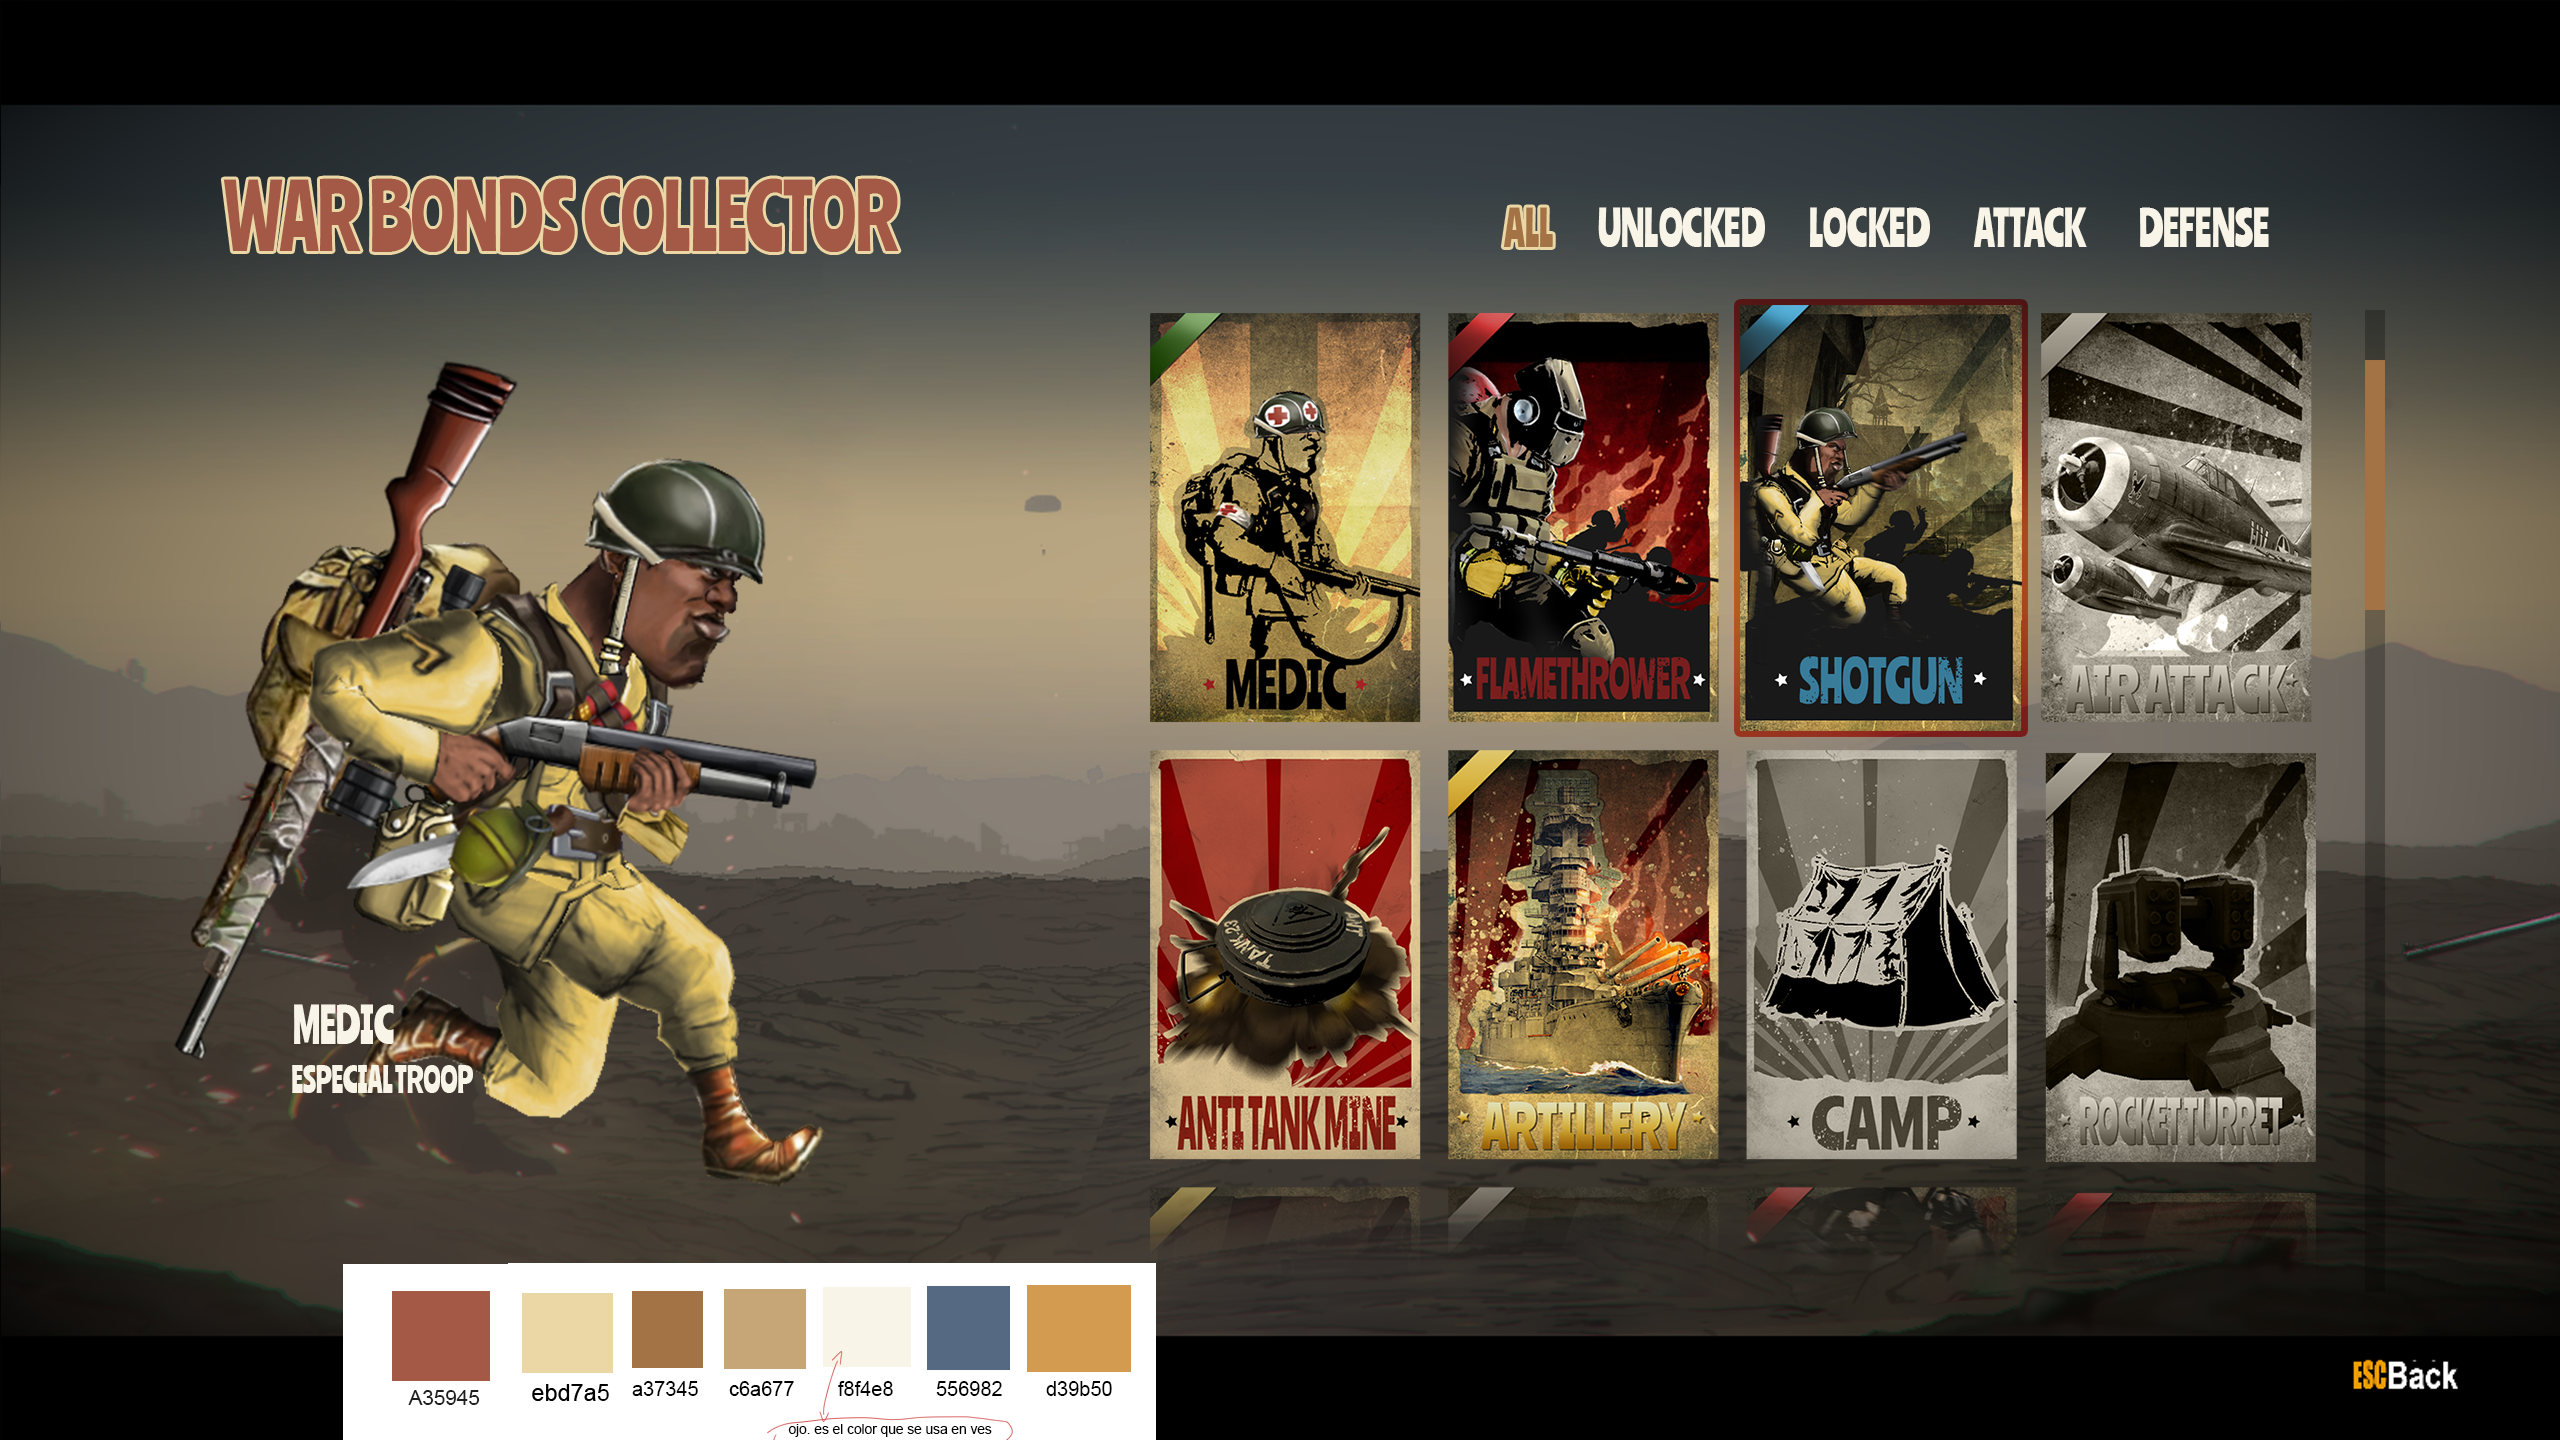 WAR BONDS COLLECTOR
ALL UNLOCKED LOCKED ATTACK DEFENSE
MEDIC
FLAMETHROWER
SHOTGUN
AIR ATTACK
ANTI TANK MINE
ARTILLERY
CAMP
ROCKET TURRET
MEDIC
ESPECIAL TROOP
A35945 ebd7a5 a37345 c6a677 f8f4e8 556982 d39b50
ojo. es el color que se usa en ves
ESC Back